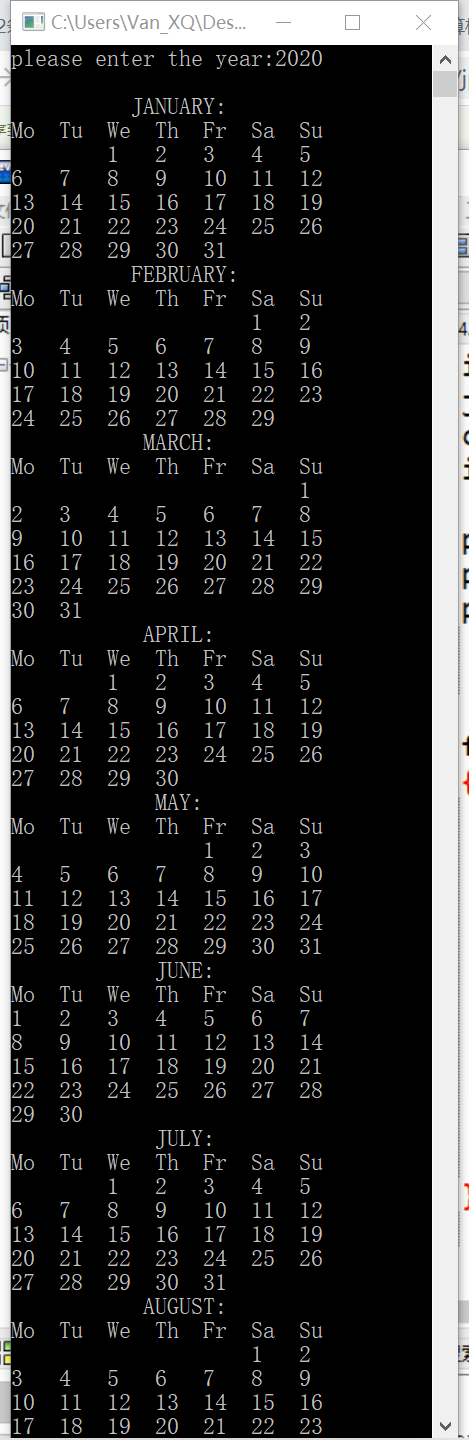 C:\Users\Van_XQ\Des...
please enter the year:2020
JANUARY:
Mo Tu We Th Fr Sa Su
1 2 3 4 5
6 7 8 9 10 11 12
13 14 15 16 17 18 19
20 21 22 23 24 25 26
27 28 29 30 31
FEBRUARY:
Mo Tu We Th Fr Sa Su
1 2
3 4 5 6 7 8 9
10 11 12 13 14 15 16
17 18 19 20 21 22 23
24 25 26 27 28 29
MARCH:
Mo Tu We Th Fr Sa Su
1
2 3 4 5 6 7 8
9 10 11 12 13 14 15
16 17 18 19 20 21 22
23 24 25 26 27 28 29
30 31
APRIL:
Mo Tu We Th Fr Sa Su
1 2 3 4 5
6 7 8 9 10 11 12
13 14 15 16 17 18 19
20 21 22 23 24 25 26
27 28 29 30
MAY:
Mo Tu We Th Fr Sa Su
1 2 3
4 5 6 7 8 9 10
11 12 13 14 15 16 17
18 19 20 21 22 23 24
25 26 27 28 29 30 31
JUNE:
Mo Tu We Th Fr Sa Su
1 2 3 4 5 6 7
8 9 10 11 12 13 14
15 16 17 18 19 20 21
22 23 24 25 26 27 28
29 30
JULY:
Mo Tu We Th Fr Sa Su
1 2 3 4 5
6 7 8 9 10 11 12
13 14 15 16 17 18 19
20 21 22 23 24 25 26
27 28 29 30 31
AUGUST:
Mo Tu We Th Fr Sa Su
1 2
3 4 5 6 7 8 9
10 11 12 13 14 15 16
17 18 19 20 21 22 23